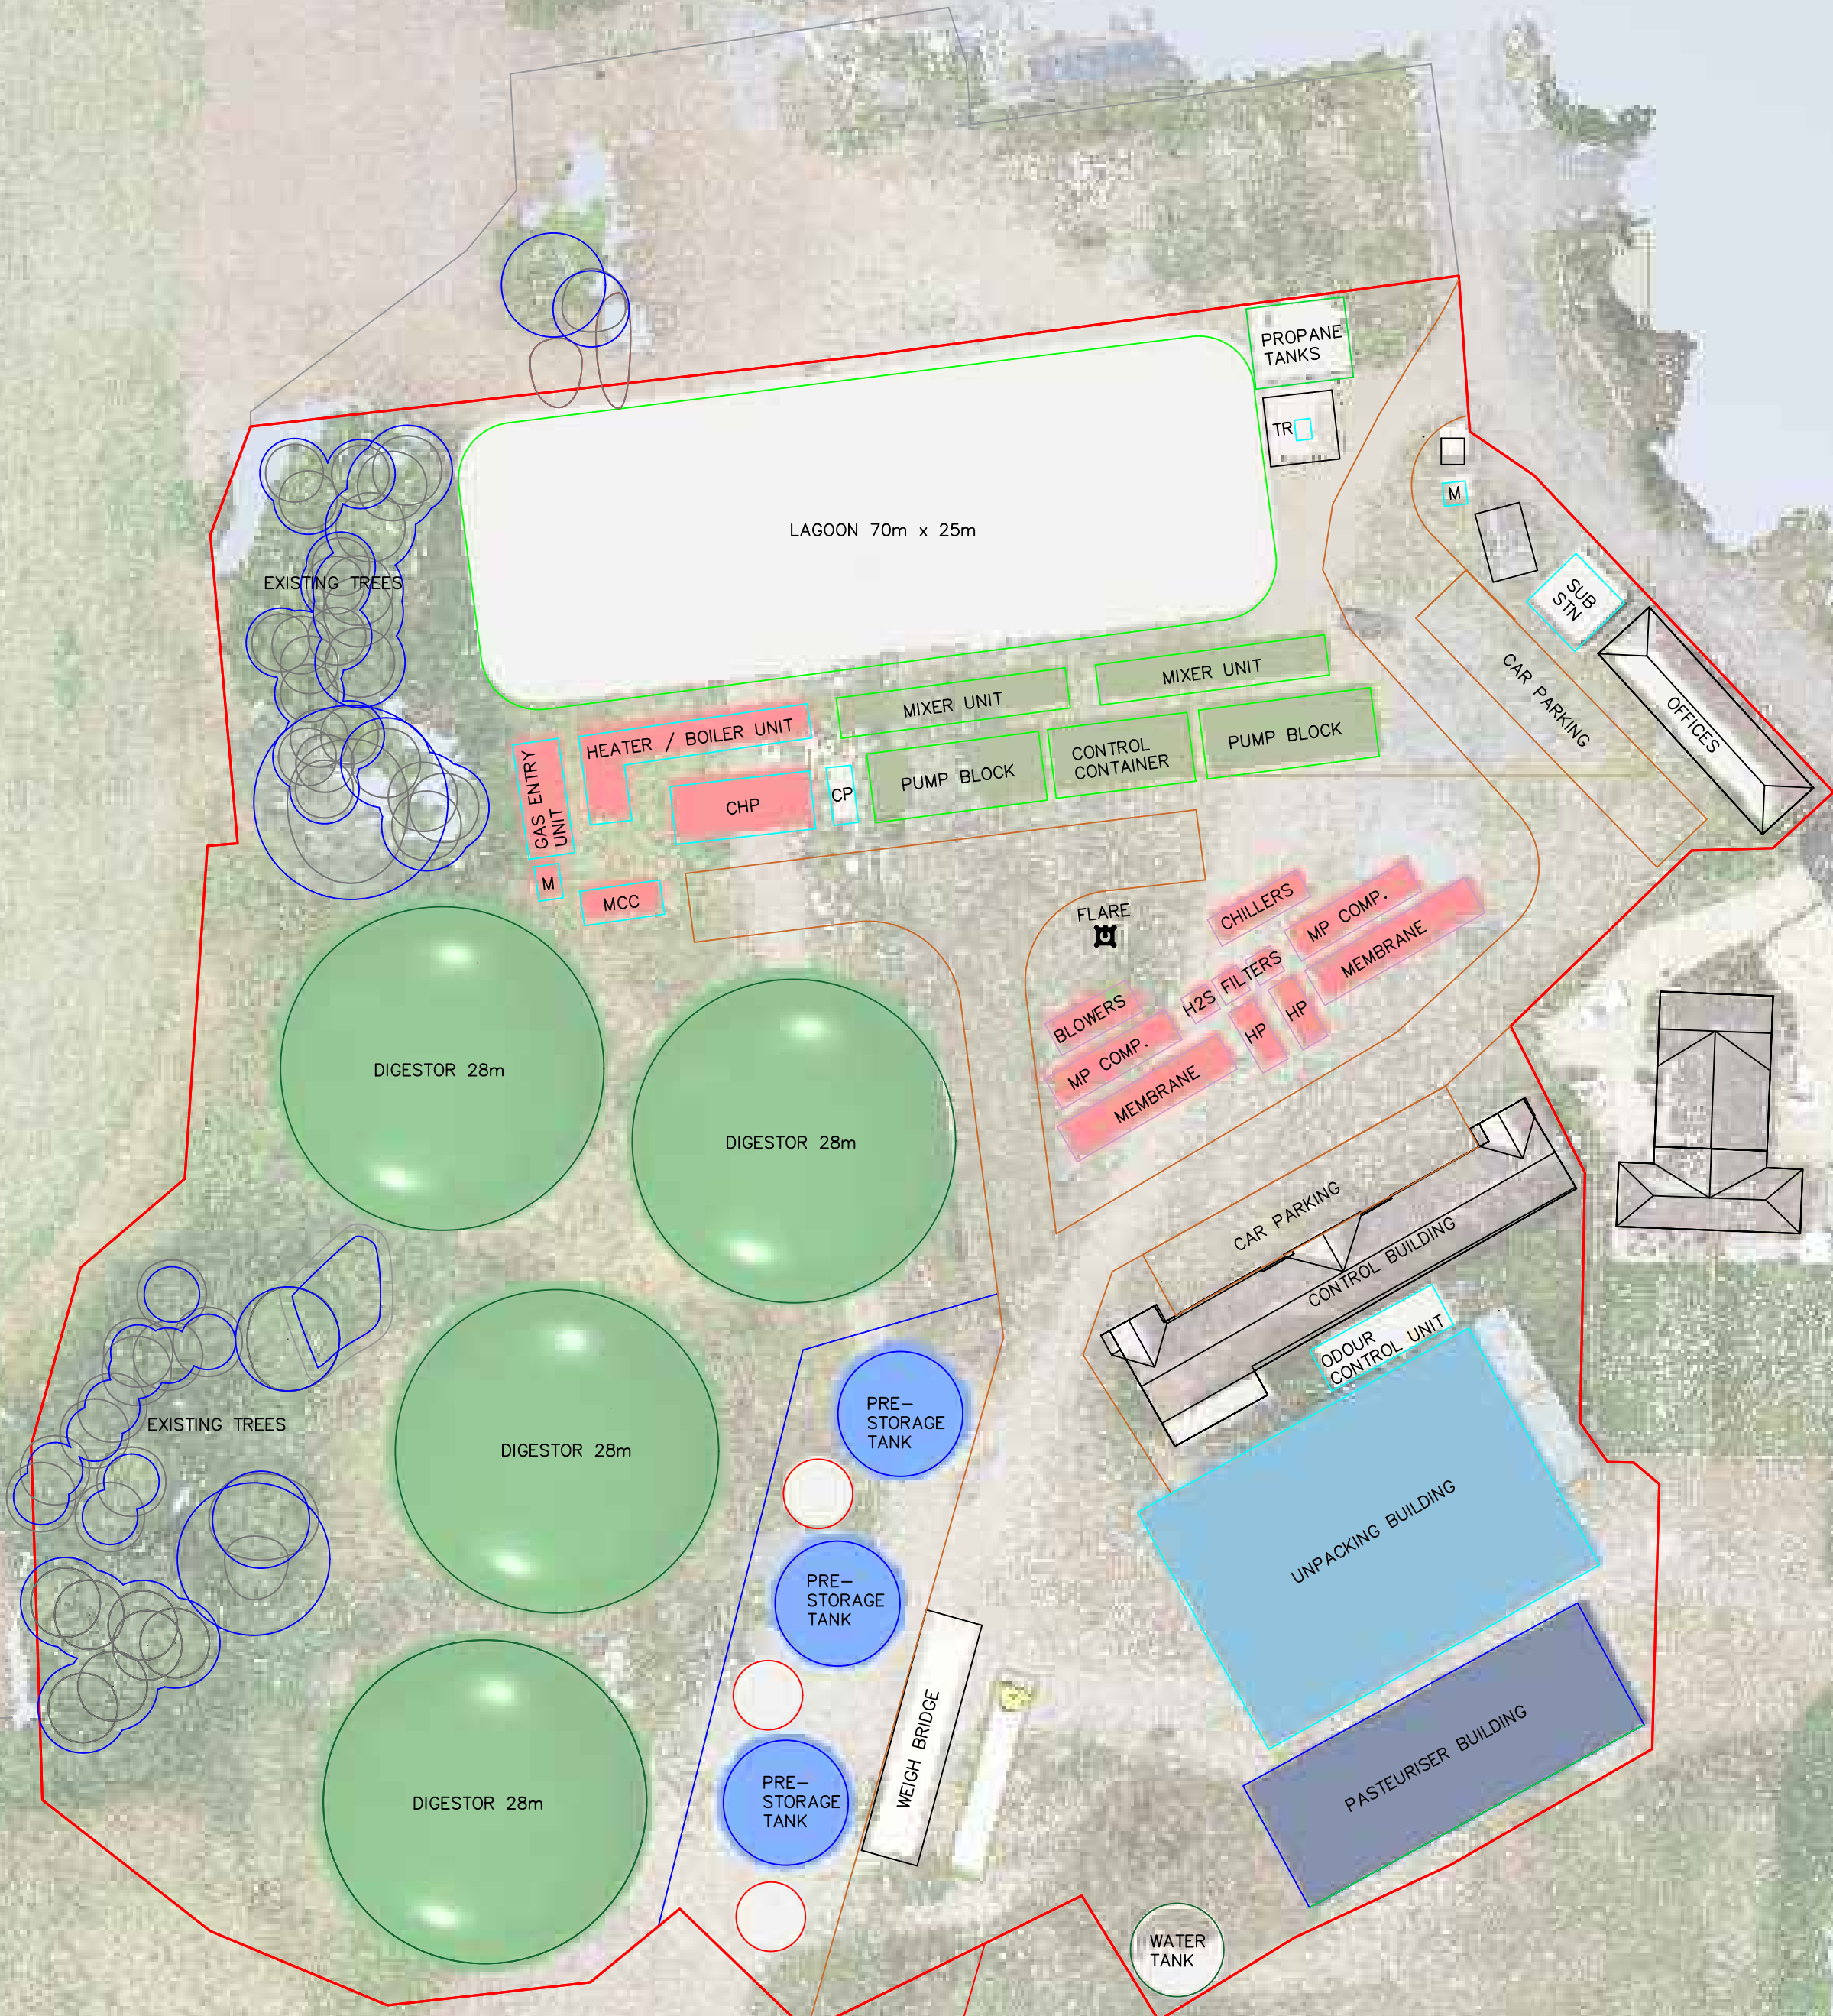 PROPANE
TANKS
TR
LAGOON 70m x 25m
M
EXISTING TREES
SUB
STN
CAR PARKING
OFFICES
MIXER UNIT
MIXER UNIT
HEATER / BOILER UNIT
GAS ENTRY
UNIT
CHP
CP
PUMP BLOCK
CONTROL
CONTAINER
PUMP BLOCK
M
MCC
FLARE
CHILLERS
MP COMP.
MEMBRANE
BLOWERS
H2S
FILTERS
MP COMP.
HP
HP
MEMBRANE
DIGESTOR 28m
DIGESTOR 28m
CAR PARKING
CONTROL BUILDING
ODOUR
CONTROL UNIT
PRE-
STORAGE
TANK
EXISTING TREES
DIGESTOR 28m
UNPACKING BUILDING
PRE-
STORAGE
TANK
WEIGH BRIDGE
PASTEURISER BUILDING
PRE-
STORAGE
TANK
DIGESTOR 28m
WATER
TANK